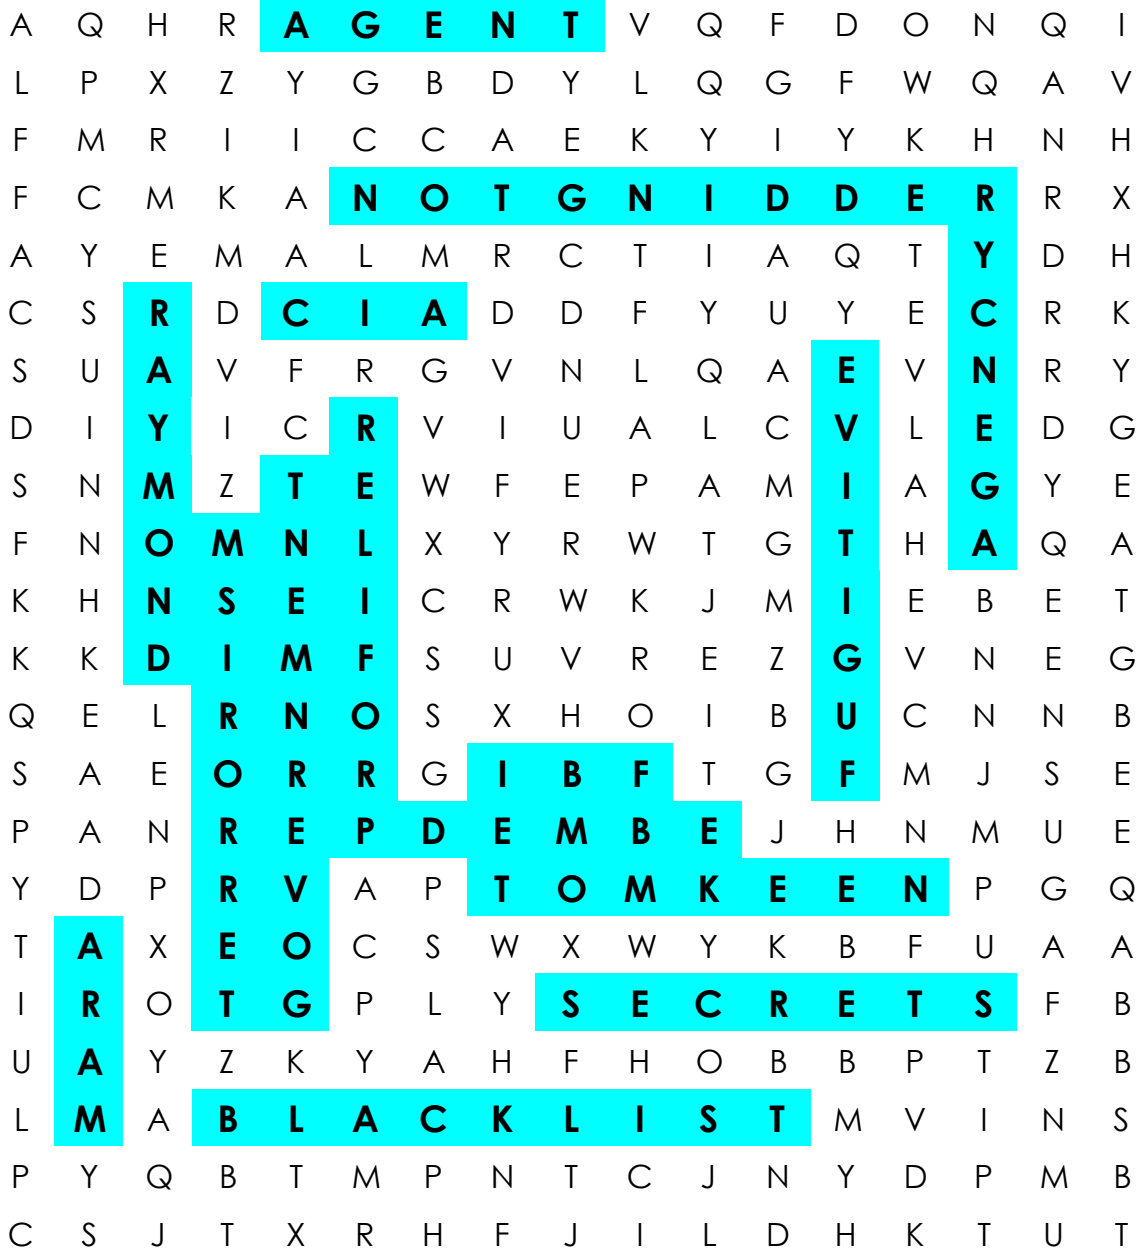 A Q H R A G E N T V Q F D O N Q I
L P X Z Y G B D Y L Q G F W Q A V
F M R I I C C A E K Y I Y K H N H
F C M K A N O T G N I D D E R R X
A Y E M A L M R C T I A Q T Y D H
C S R D C I A D D F Y U Y E C R K
S U A V F R G V N L Q A E V N R Y
D I Y I C R V I U A L C V L E D G
S N M Z T E W F E P A M I A G Y E
F N O M N L X Y R W T G T H A Q A
K H N S E I C R W K J M I E B E T
K K D I M F S U V R E Z G V N E G
Q E L R N O S X H O I B U C N N B
S A E O R R G I B F T G F M J S E
P A N R E P D E M B E J H N M U E
Y D P R V A P T O M K E E N P G Q
T A X E O C S W X W Y K B F U A A
I R O T G P L Y S E C R E T S F B
U A Y Z K Y A H F H O B B P T Z B
L M A B L A C K L I S T M V I N S
P Y Q B T M P N T C J N Y D P M B
C S J T X R H F J I L D H K T U T